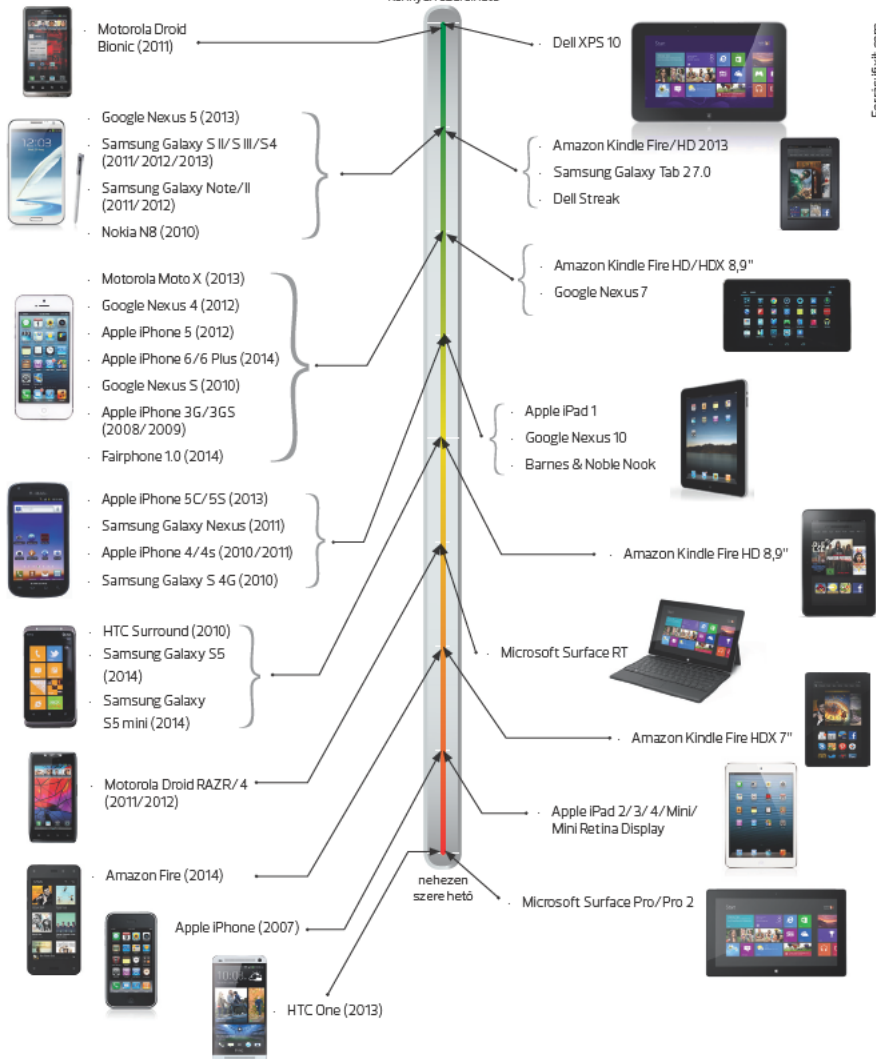 Motorola Droid
Bionic (2011)
Google Nexus 5 (2013)
Samsung Galaxy S II/S III/S4
(2011/2012/2013)
Samsung Galaxy Note/II
(2011/2012)
Nokia N8 (2010)
Motorola Moto X (2013)
Google Nexus 4 (2012)
Apple iPhone 5 (2012)
Apple iPhone 6/6 Plus (2014)
Google Nexus S (2010)
Apple iPhone 3G/3GS
(2008/2009)
Fairphone 1.0 (2014)
Apple iPhone 5C/5S (2013)
Samsung Galaxy Nexus (2011)
Apple iPhone 4/4s (2010/2011)
Samsung Galaxy S 4G (2010)
HTC Surround (2010)
Samsung Galaxy S5
(2014)
Samsung Galaxy
S5 mini (2014)
Motorola Droid RAZR/4
(2011/2012)
Amazon Fire (2014)
Apple iPhone (2007)
HTC One (2013)
Dell XPS 10
Amazon Kindle Fire/HD 2013
Samsung Galaxy Tab 2 7.0
Dell Streak
Amazon Kindle Fire HD/HDX 8,9"
Google Nexus 7
Apple iPad 1
Google Nexus 10
Barnes & Noble Nook
Amazon Kindle Fire HD 8,9"
Microsoft Surface RT
Amazon Kindle Fire HDX 7"
Apple iPad 2/3/4/Mini/
Mini Retina Display
Microsoft Surface Pro/Pro 2
nehezen
szere hető